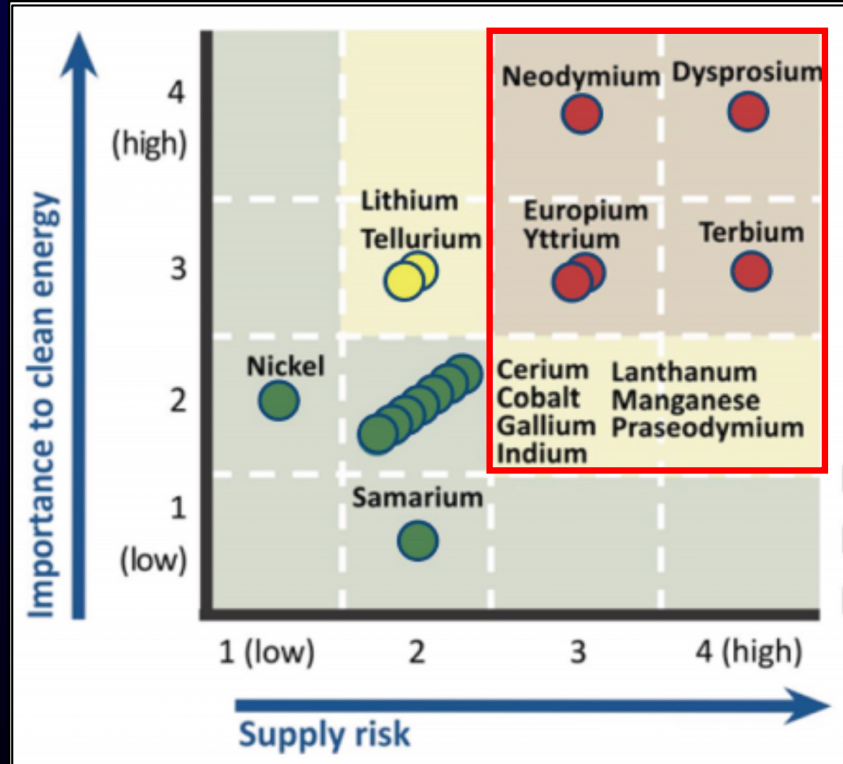 Importance to clean energy
4
(high)
3
2
1
(low)
Neodymium
Dysprosium
Lithium
Tellurium
Europium
Yttrium
Terbium
Nickel
Cerium
Cobalt
Gallium
Indium
Lanthanum
Manganese
Praseodymium
Samarium
1 (low)
2
3
4 (high)
Supply risk